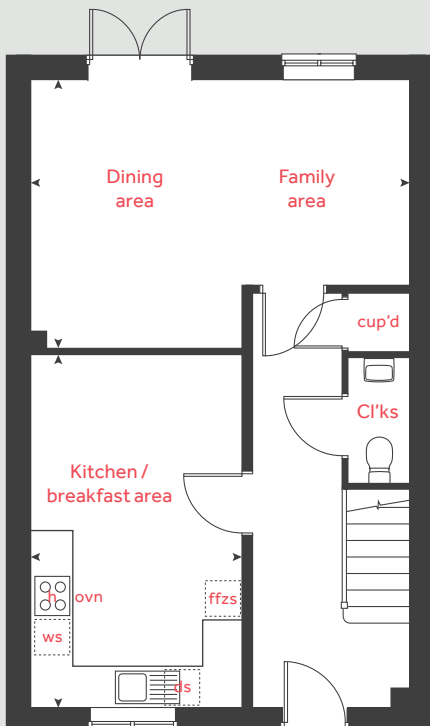 Dining
area
Family
area
cup'd
Cl'ks
Kitchen /
breakfast area
h ovn
ffzs
ws
ds